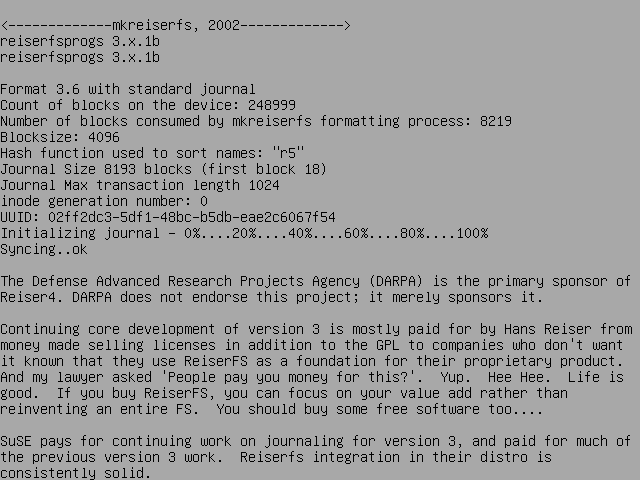 <-------------mkreiserfs, 2002------------->
reiserfsprogs 3.x.1b
reiserfsprogs 3.x.1b
Format 3.6 with standard journal
Count of blocks on the device: 248999
Number of blocks consumed by mkreiserfs formatting process: 8219
Blocksize: 4096
Hash function used to sort names: "r5"
Journal Size 8193 blocks (first block 18)
Journal Max transaction length 1024
inode generation number: 0
UUID: 02ff2dc3-5df1-48bc-b5db-eae2c6067f54
Initializing journal - 0%....20%....40%....60%....80%....100%
Syncing..ok
The Defense Advanced Research Projects Agency (DARPA) is the primary sponsor of
Reiser4. DARPA does not endorse this project; it merely sponsors it.
Continuing core development of version 3 is mostly paid for by Hans Reiser from
money made selling licenses in addition to the GPL to companies who don't want
it known that they use ReiserFS as a foundation for their proprietary product.
And my lawyer asked 'People pay you money for this?'.  Yup.  Hee Hee.  Life is
good.  If you buy ReiserFS, you can focus on your value add rather than
reinventing an entire FS.  You should buy some free software too....
SuSE pays for continuing work on journaling for version 3, and paid for much of
the previous version 3 work.  Reiserfs integration in their distro is
consistently solid.